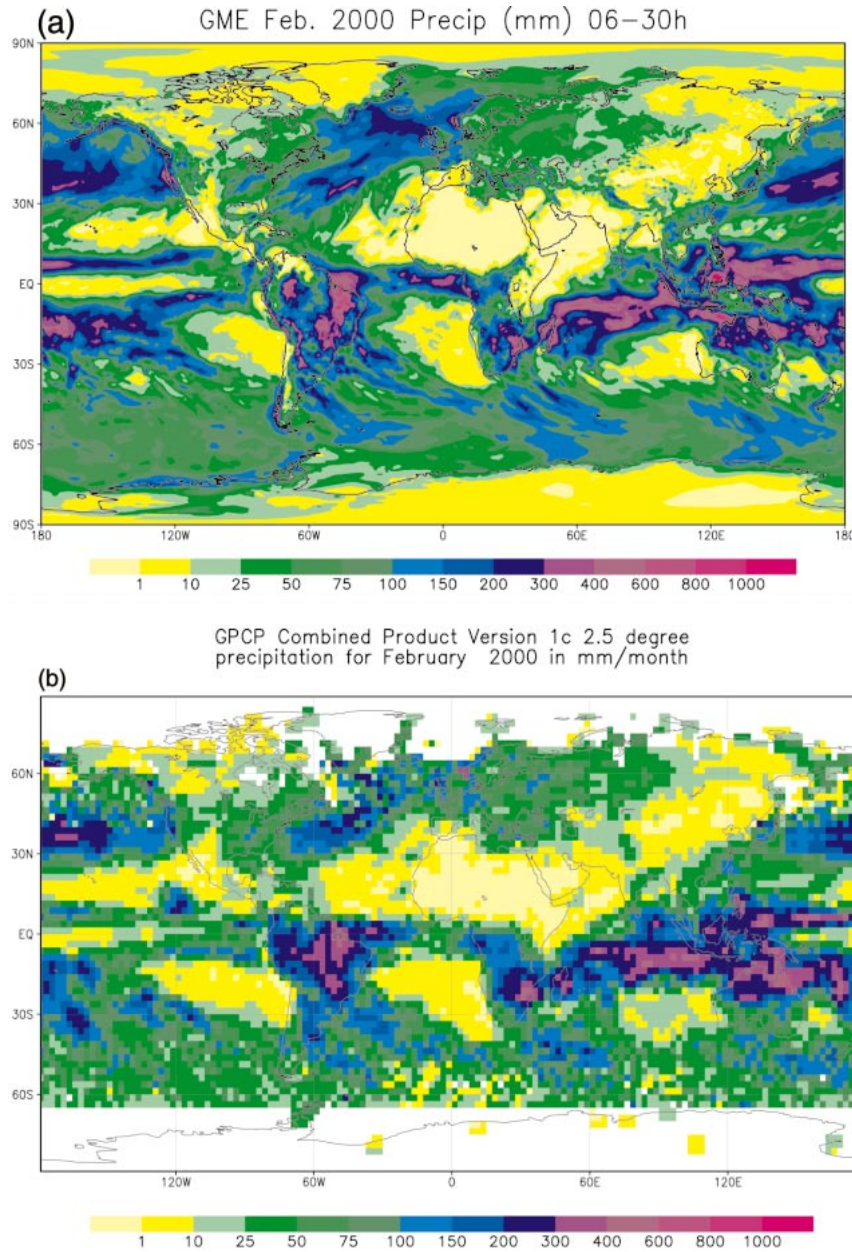 (a) GME Feb. 2000 Precip (mm) 06-30h
90N
60N
30N
EQ
30S
60S
90S
180 120W 60W 0 60E 120E 180
1 10 25 50 75 100 150 200 300 400 600 800 1000
GPCP Combined Product Version 1c 2.5 degree
precipitation for February 2000 in mm/month
(b)
60N
30N
EQ
30S
60S
120W 60W 0 60E 120E
1 10 25 50 75 100 150 200 300 400 600 800 1000